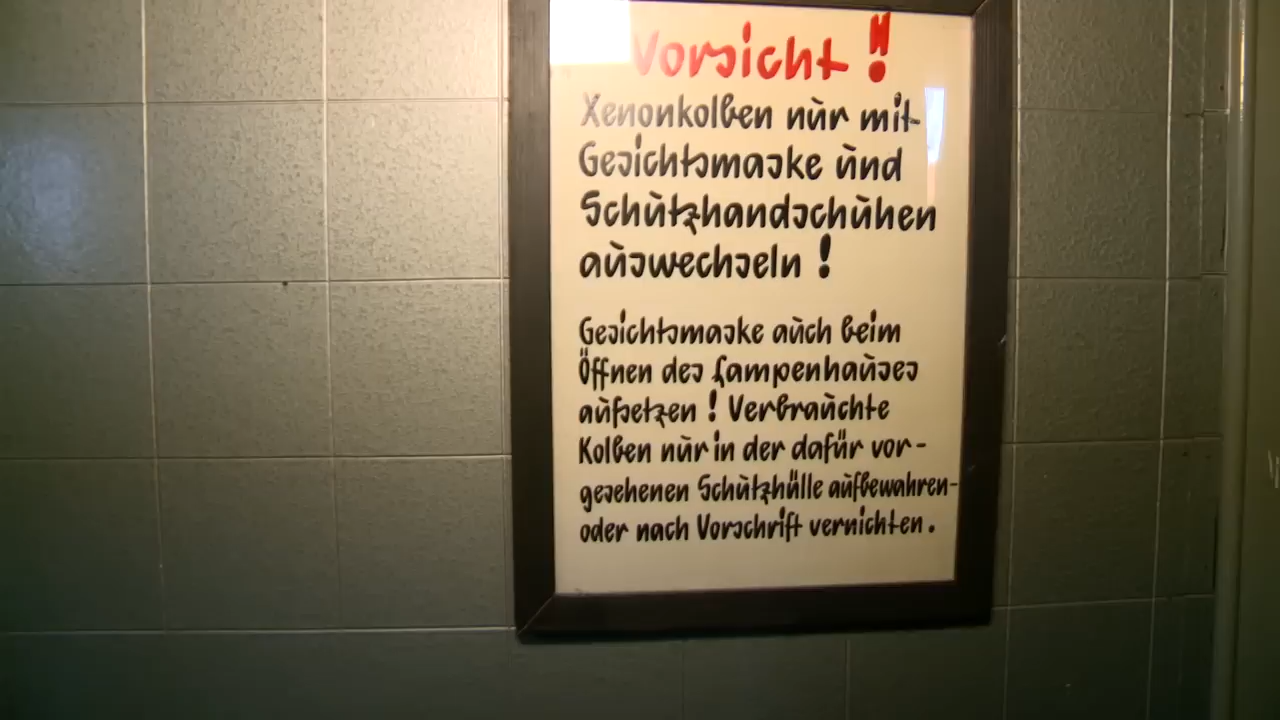 Vorsicht !!
Xenonkolben nur mit
Gesichtsmaske und
Schutzhandschuhen
auswechseln !
Gesichtsmaske auch beim
Öffnen des Lampenhauses
aufsetzen ! Verbrauchte
Kolben nur in der dafür vor-
gesehenen Schutzhülle aufbewahren-
oder nach Vorschrift vernichten.